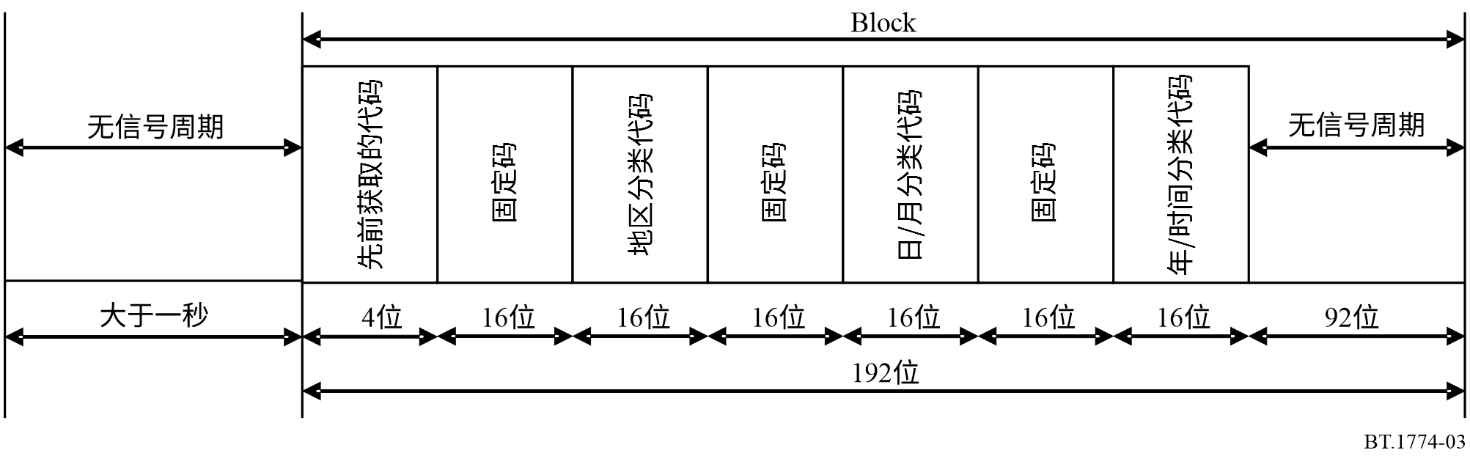 Block
无信号周期
先前获取的代码
固定码
地区分类代码
固定码
日/月分类代码
固定码
年/时间分类代码
无信号周期
大于一秒
4位
16位
16位
16位
16位
16位
16位
92位
192位
BT.1774-03